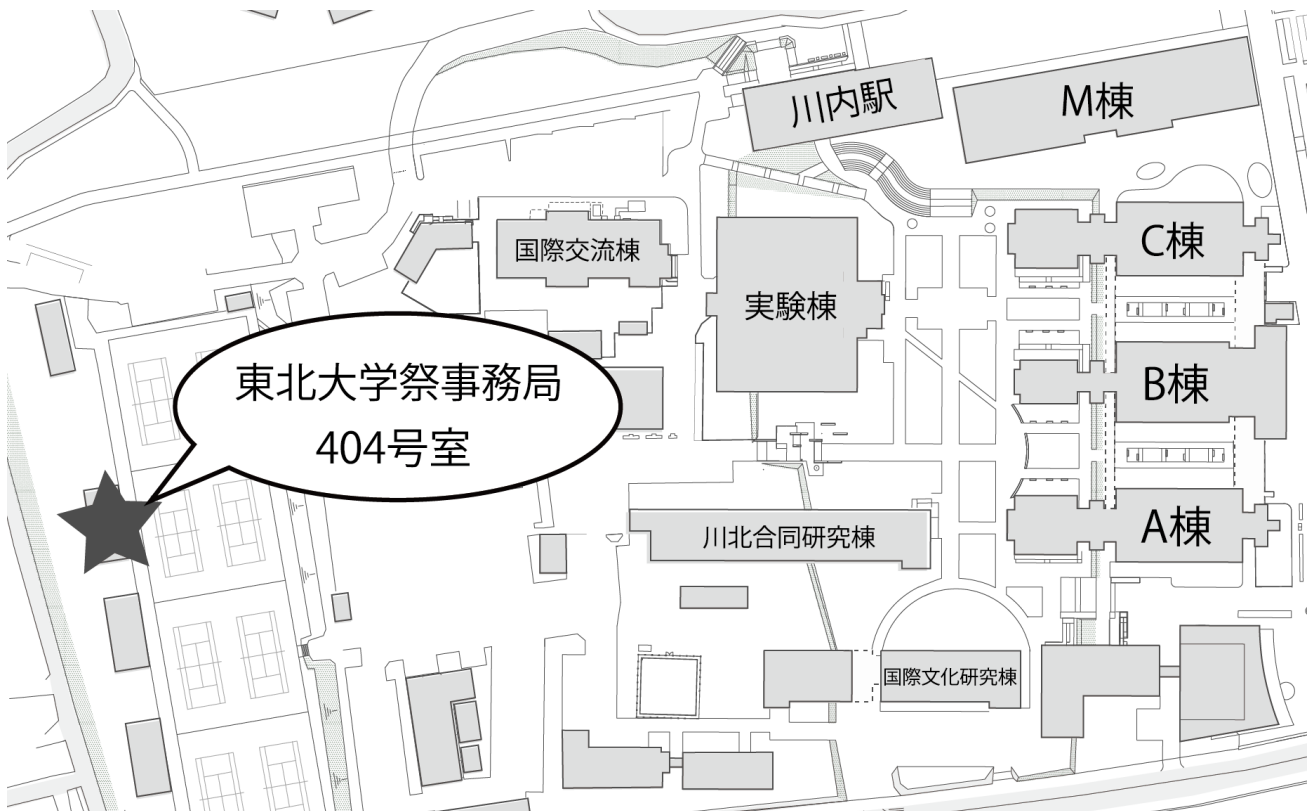 川内駅
M棟
C棟
国際交流棟
実験棟
東北大学祭事務局
404号室
B棟
A棟
川北合同研究棟
国際文化研究棟